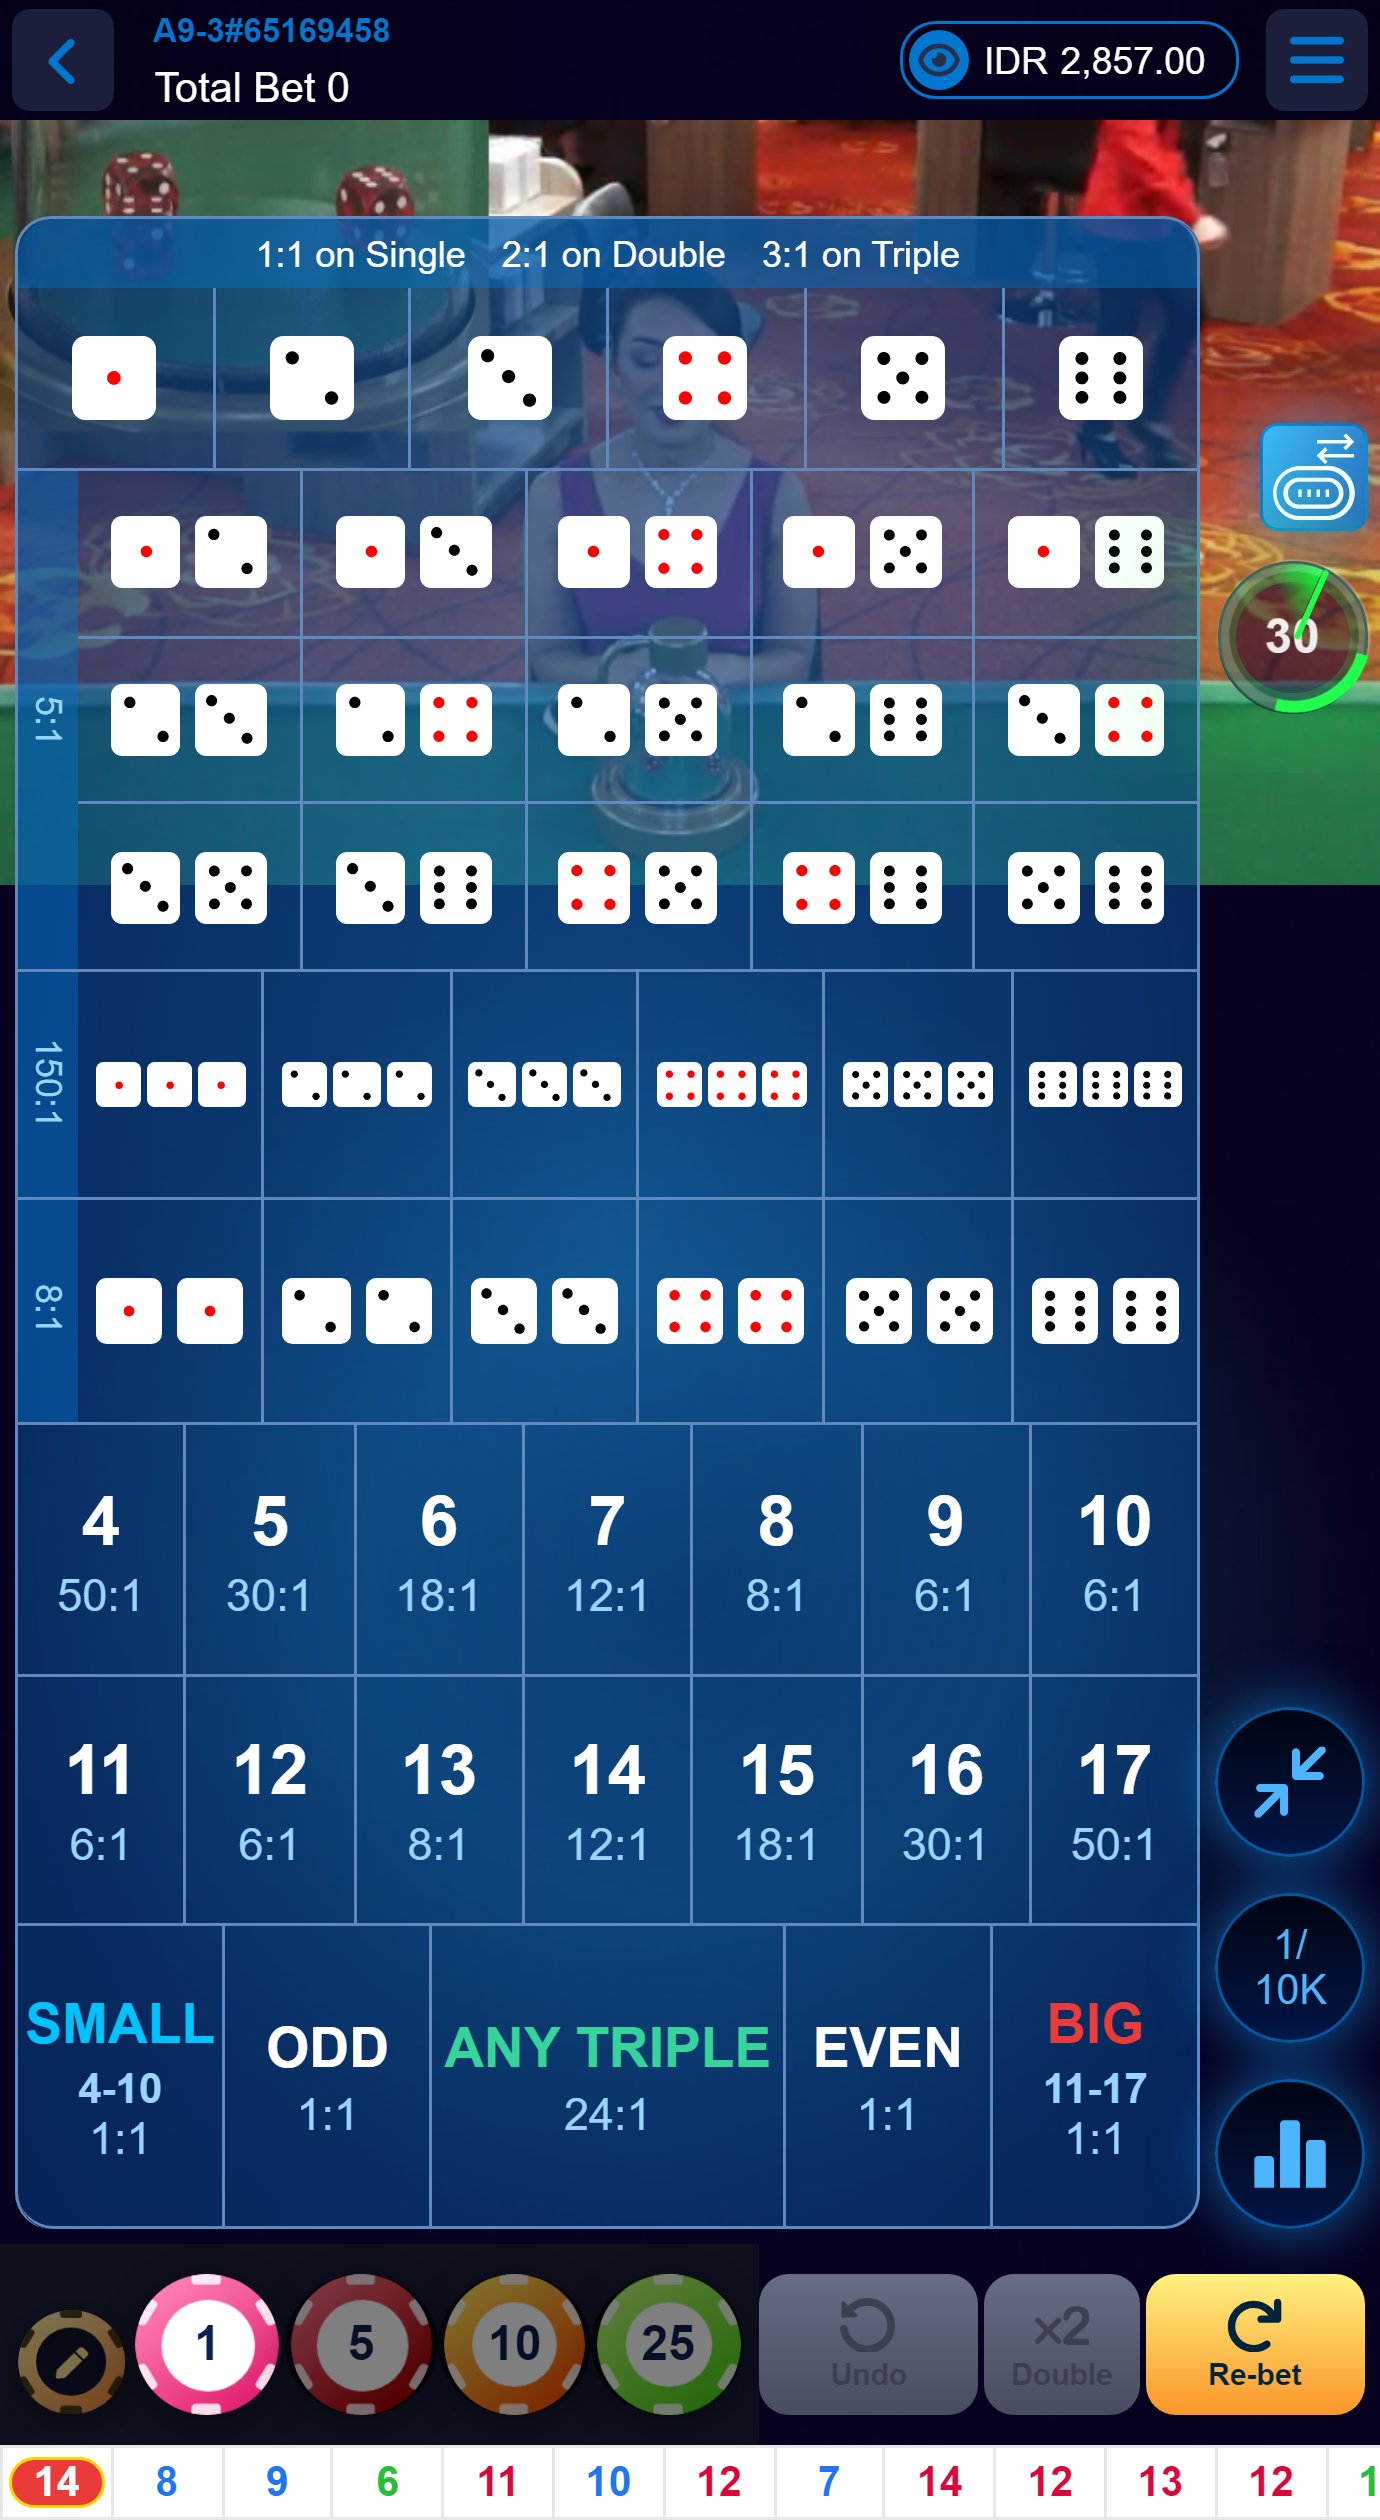 A9-3#65169458
Total Bet 0
IDR 2,857.00
1:1 on Single 2:1 on Double 3:1 on Triple
30
5:1
150:1
8:1
4 5 6 7 8 9 10
50:1 30:1 18:1 12:1 8:1 6:1 6:1
11 12 13 14 15 16 17
6:1 6:1 8:1 12:1 18:1 30:1 50:1
1/
10K
SMALL ODD ANY TRIPLE EVEN BIG
4-10 11-17
1:1 1:1 24:1 1:1 1:1
1 5 10 25
x2
Undo Double Re-bet
14 8 9 6 11 10 12 7 14 12 13 12